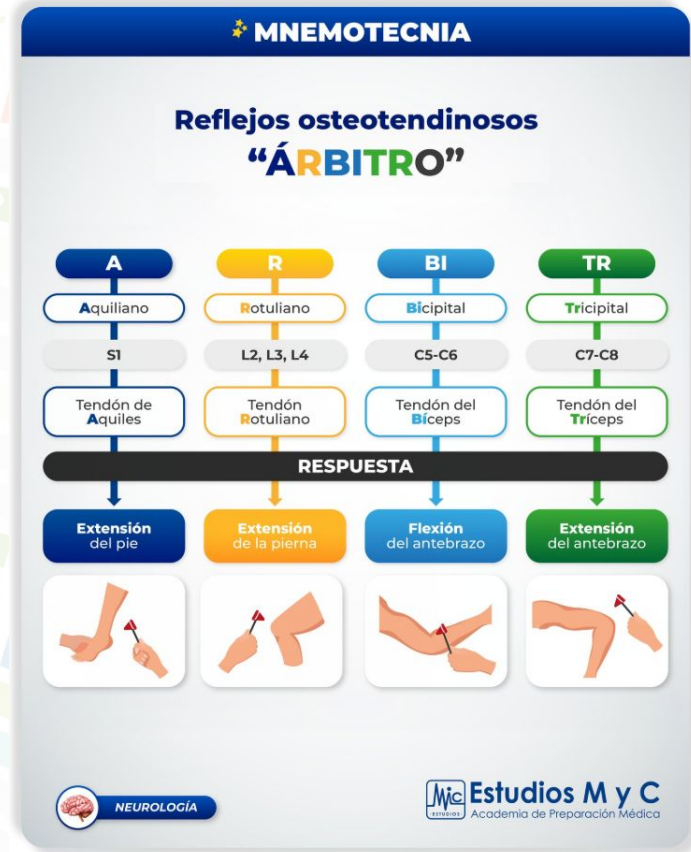 MNEMOTECNIA
Reflejos osteotendinosos
“ÁRBITRO”
A
R
BI
TR
Aquiliano
Rotuliano
Bicipital
Tricipital
S1
L2, L3, L4
C5-C6
C7-C8
Tendón de
Aquiles
Tendón
Rotuliano
Tendón del
Bíceps
Tendón del
Tríceps
RESPUESTA
Extensión
del pie
Extensión
de la pierna
Flexión
del antebrazo
Extensión
del antebrazo
NEUROLOGÍA
Mic
ESTUDIOS
Estudios M y C
Academia de Preparación Médica